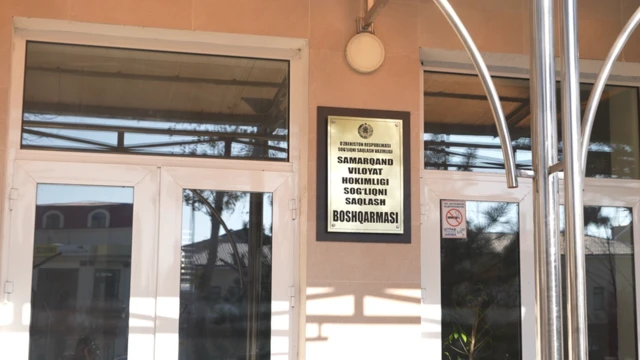 O'ZBEKISTON RESPUBLIKASI
SOG'LIQNI SAQLASH VAZIRLIGI
SAMARQAND
VILOYAT
HOKIMLIGI
SOG'LIQNI
SAQLASH
BOSHQARMASI